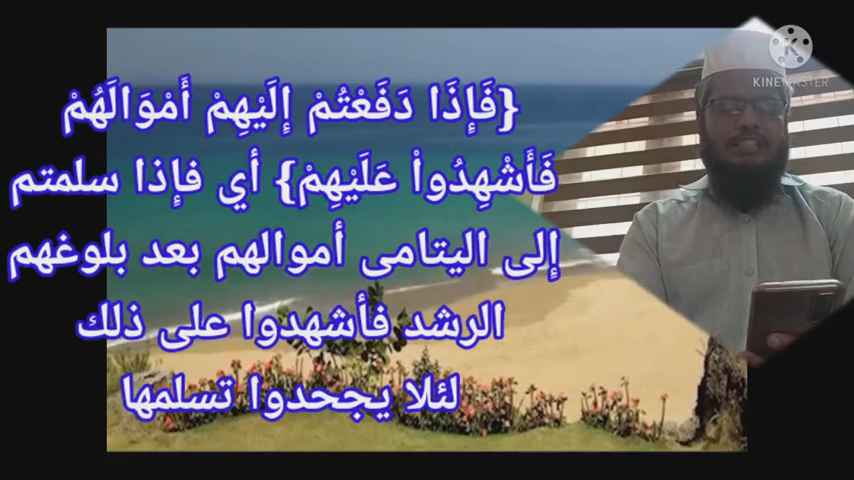 {فَإِذَا دَفَعْتُمْ إِلَيْهِمْ أَمْوَالَهُمْ
فَأَشْهِدُواْ عَلَيْهِمْ} أي فإذا سلمتم
إلى اليتامى أموالهم بعد بلوغهم
الرشد فأشهدوا على ذلك
لئلا يجحدوا تسلمها
KINEMASTER